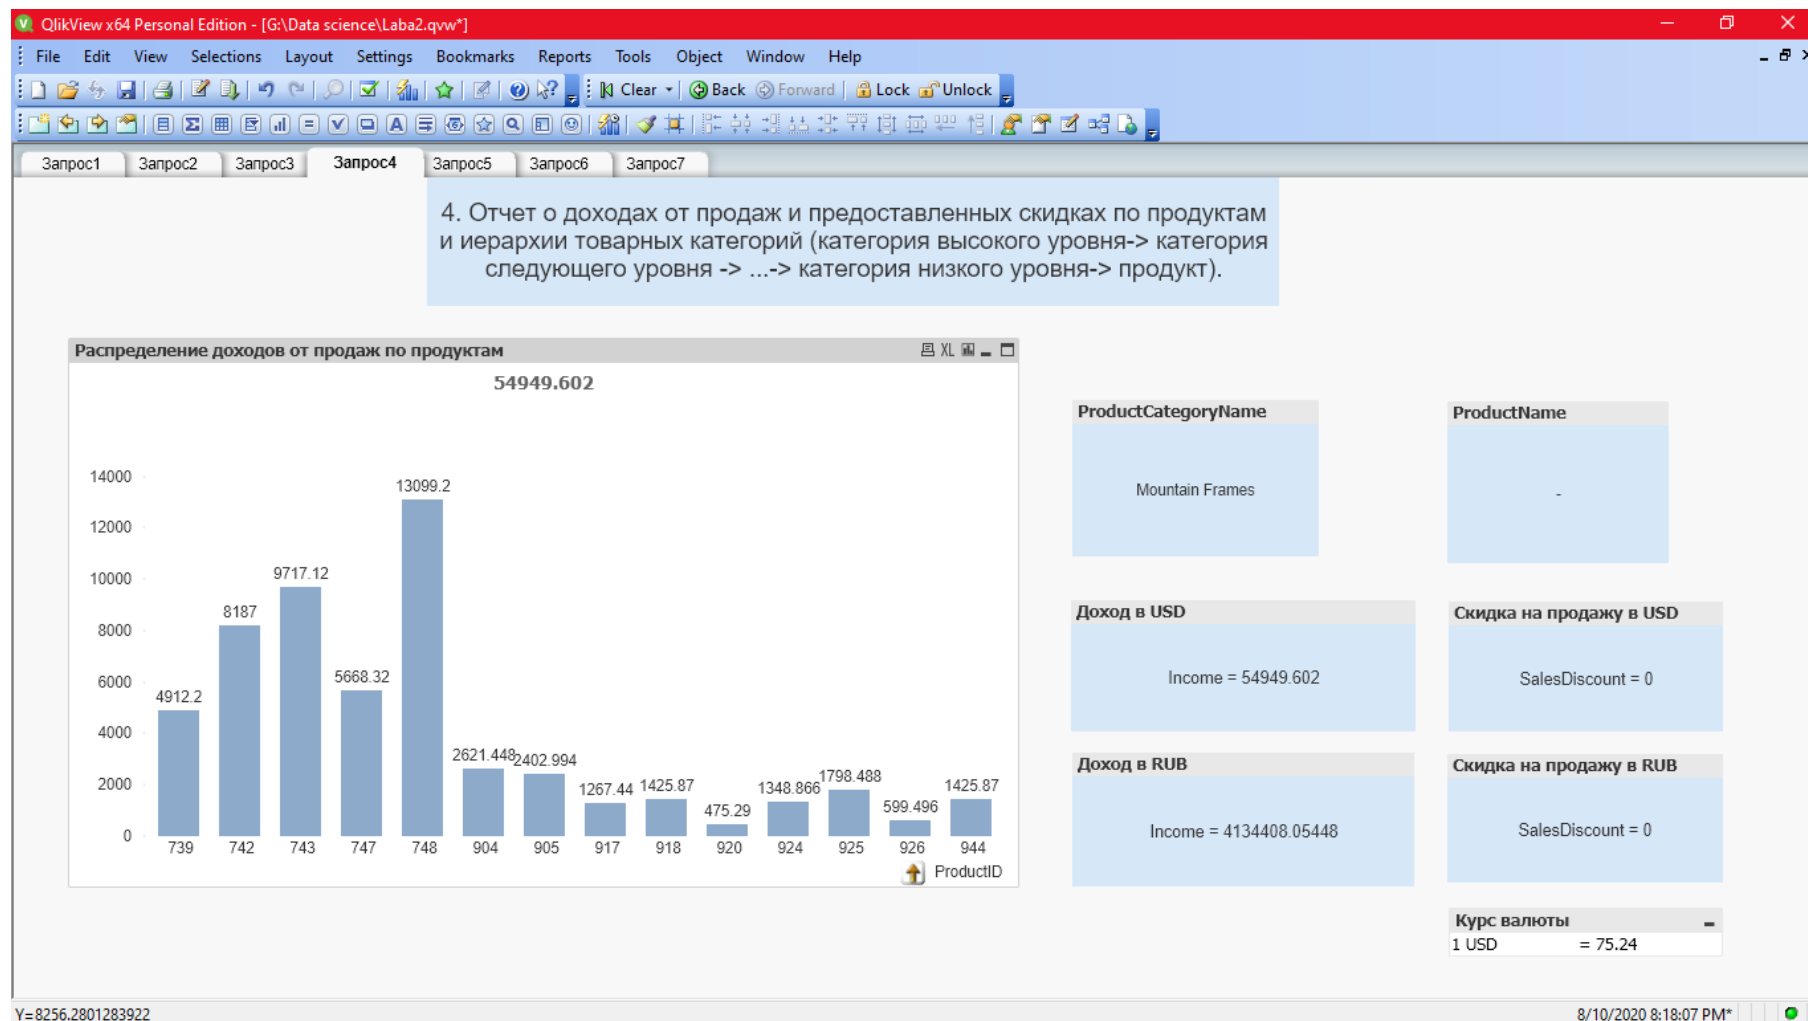 QlikView x64 Personal Edition - [G:\Data science\Laba2.qvw*]
File Edit View Selections Layout Settings Bookmarks Reports Tools Object Window Help
Clear Back Forward Lock Unlock
Запрос1 Запрос2 Запрос3 Запрос4 Запрос5 Запрос6 Запрос7
4. Отчет о доходах от продаж и предоставленных скидках по продуктам
и иерархии товарных категорий (категория высокого уровня-> категория
следующего уровня -> ...-> категория низкого уровня-> продукт).
Распределение доходов от продаж по продуктам XL
54949.602
14000
12000
10000
8000
6000
4000
2000
0
4912.2
8187
9717.12
5668.32
13099.2
2621.448
2402.994
1267.44
1425.87
475.29
1348.866
1798.488
599.496
1425.87
739 742 743 747 748 904 905 917 918 920 924 925 926 944
ProductID
ProductCategoryName
Mountain Frames
ProductName
-
Доход в USD
Income = 54949.602
Скидка на продажу в USD
SalesDiscount = 0
Доход в RUB
Income = 4134408.05448
Скидка на продажу в RUB
SalesDiscount = 0
Курс валюты
1 USD = 75.24
Y=8256.2801283922 8/10/2020 8:18:07 PM*